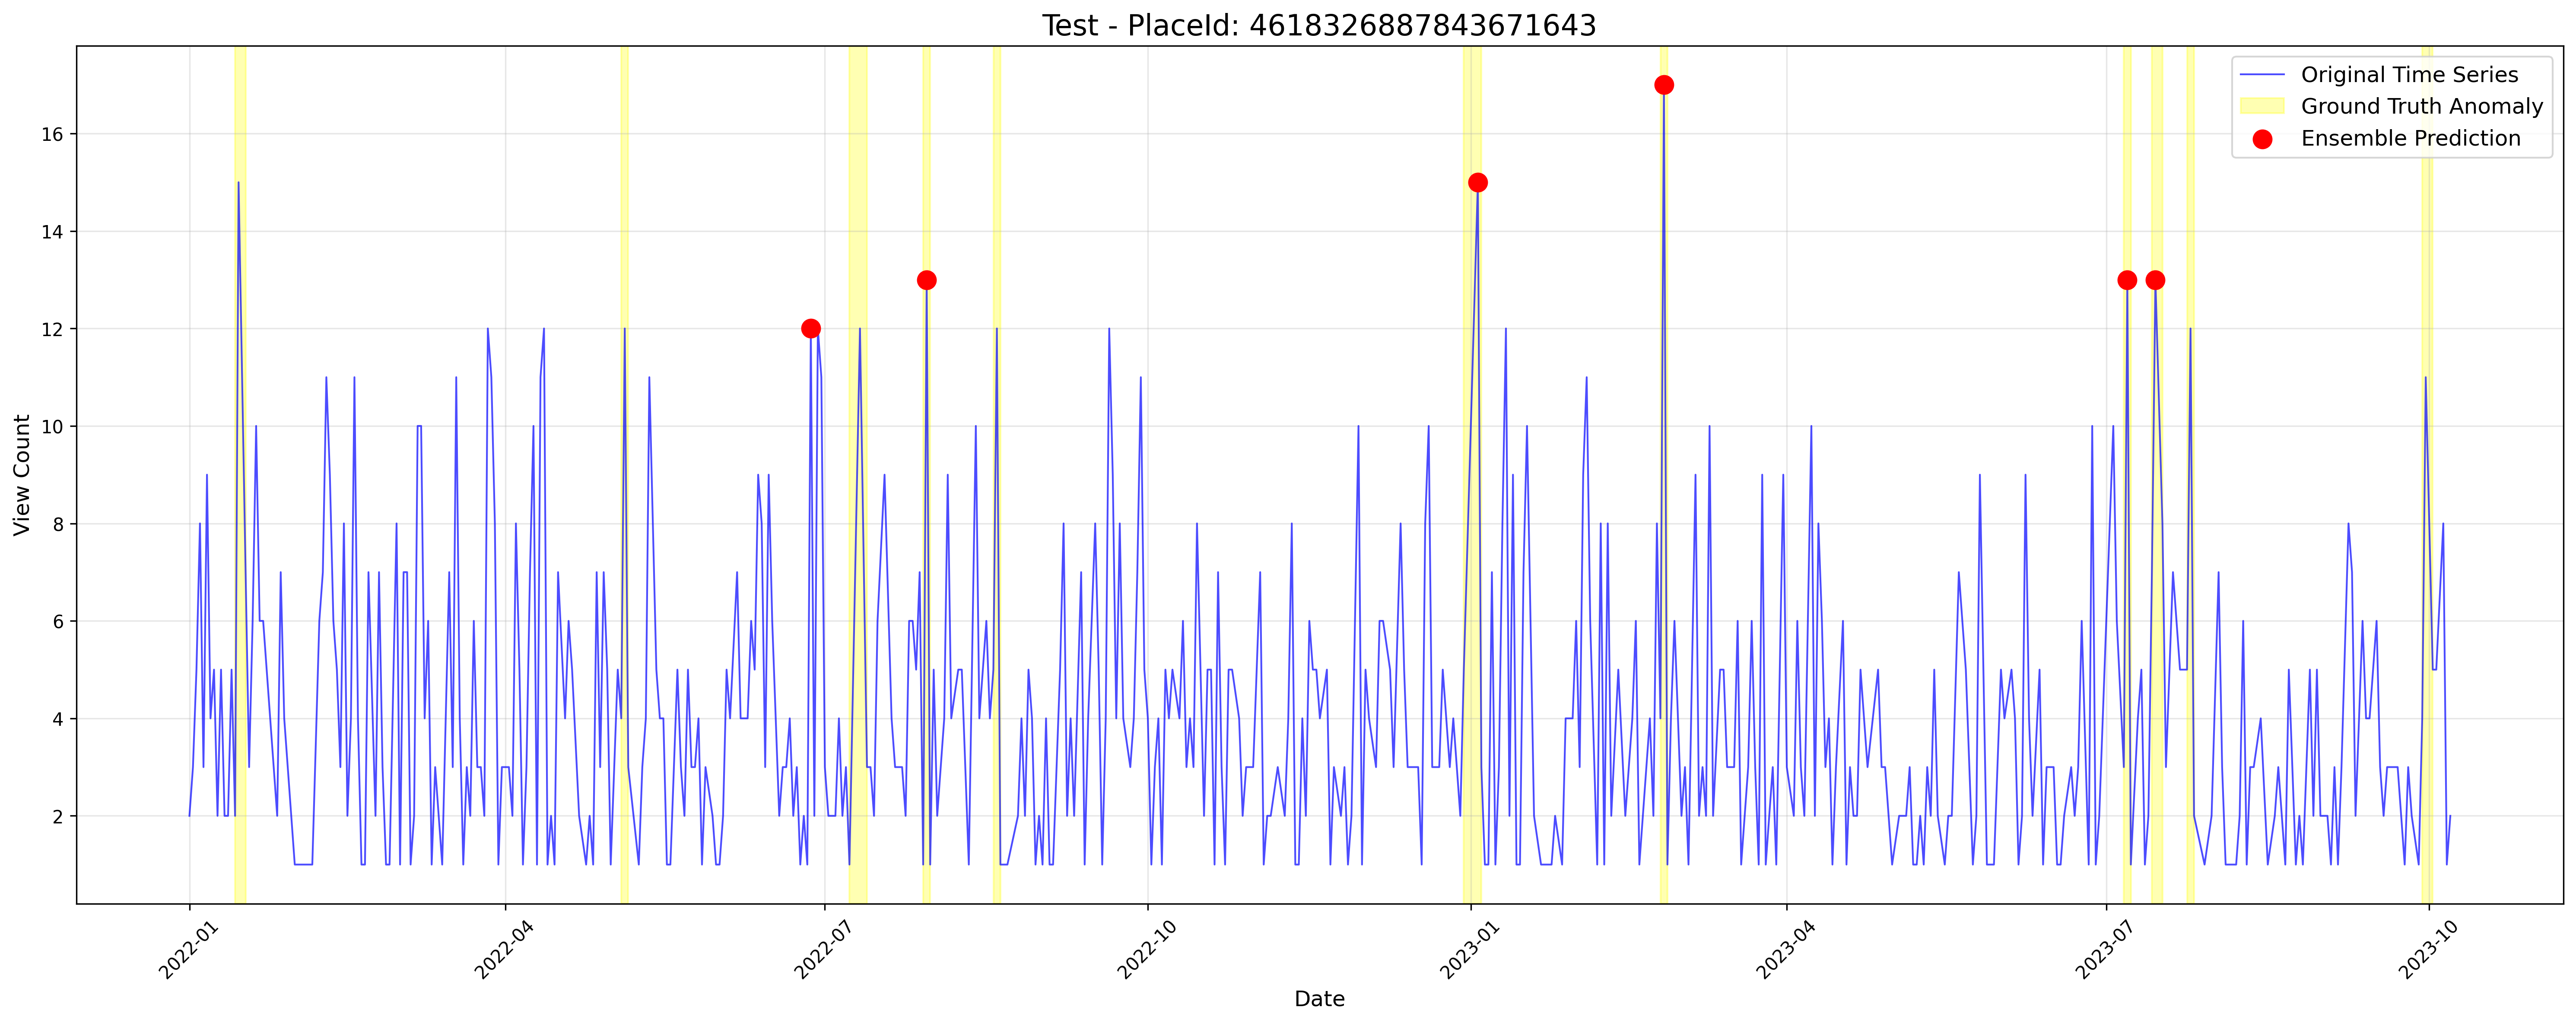 Test - PlaceId: 4618326887843671643
Original Time Series
Ground Truth Anomaly
Ensemble Prediction
View Count
16
14
12
10
8
6
4
2
2022-01
2022-04
2022-07
2022-10
2023-01
2023-04
2023-07
2023-10
Date